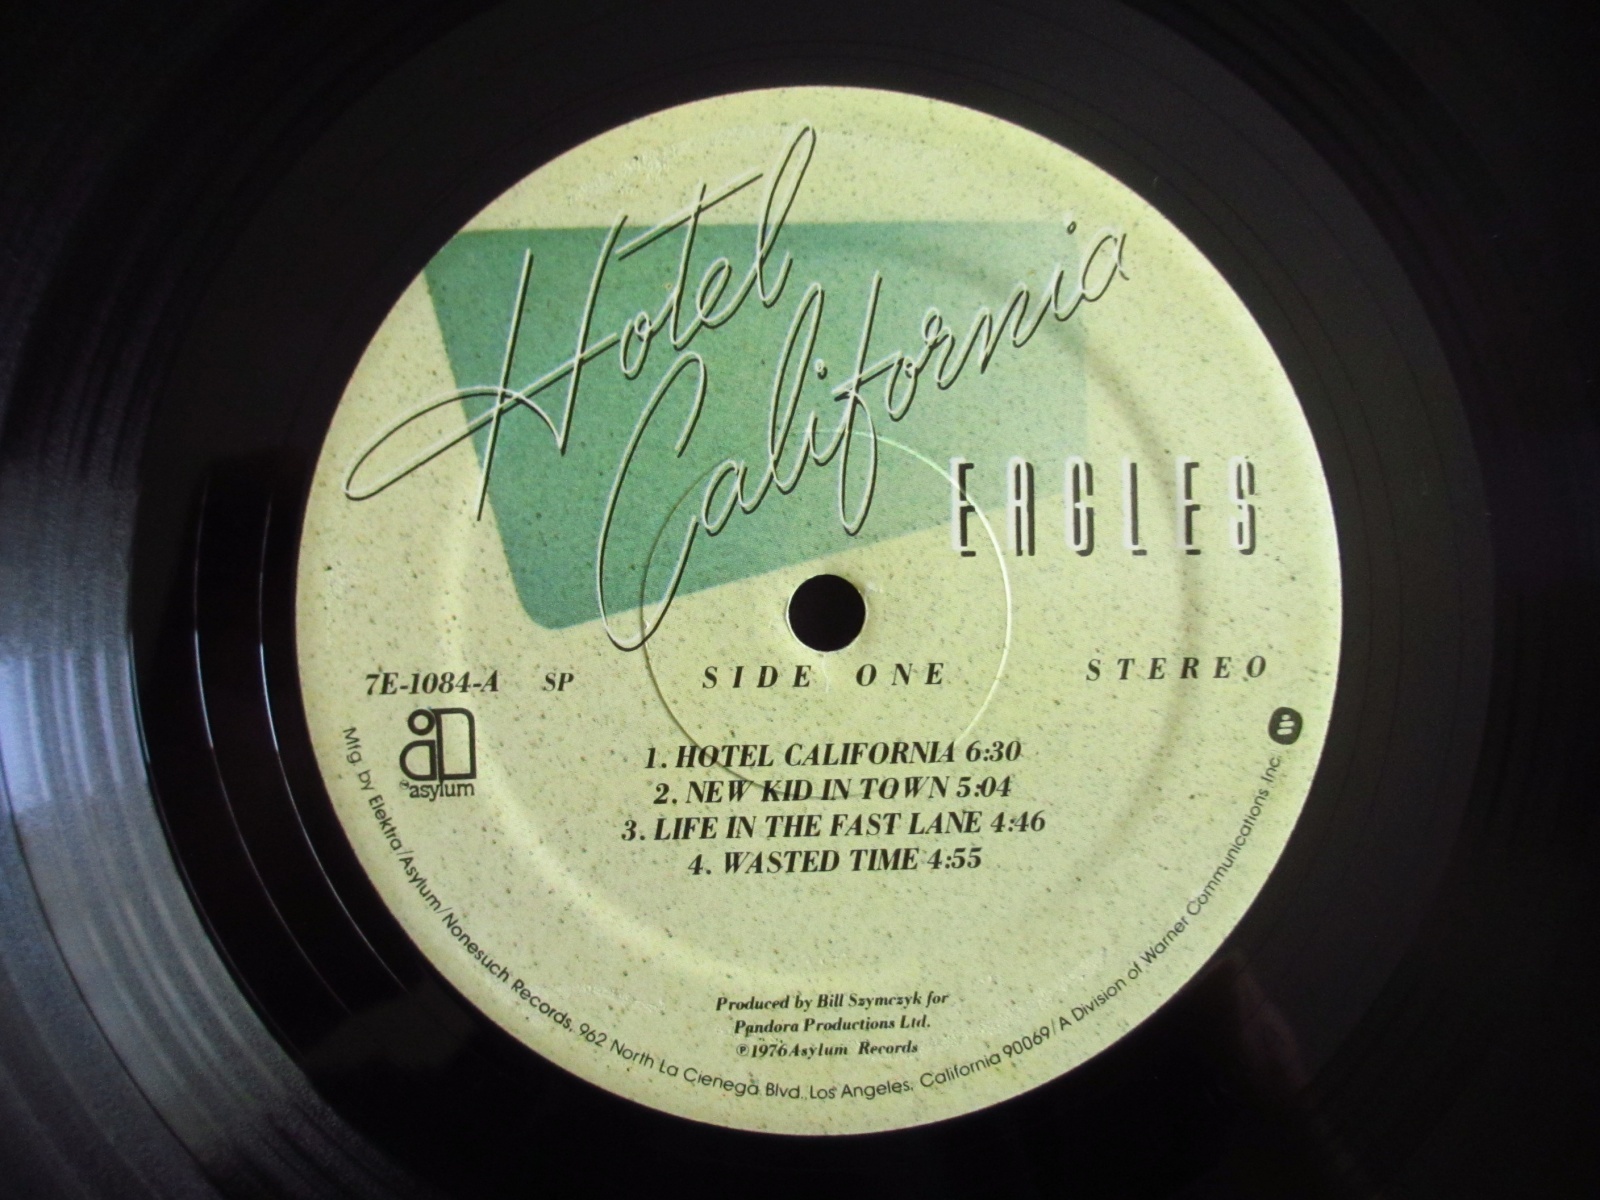 Hotel
California
EAGLES
7E-1084-A SP
SIDE ONE
STEREO
asylum
1. HOTEL CALIFORNIA 6:30
2. NEW KID IN TOWN 5:04
3. LIFE IN THE FAST LANE 4:46
4. WASTED TIME 4:55
Produced by Bill Szymczyk for
Pandora Productions Ltd.
℗1976 Asylum Records
Mfg. by Elektra/Asylum/Nonesuch Records, 962 North La Cienega Blvd., Los Angeles, California 90069/A Division of Warner Communications Inc.